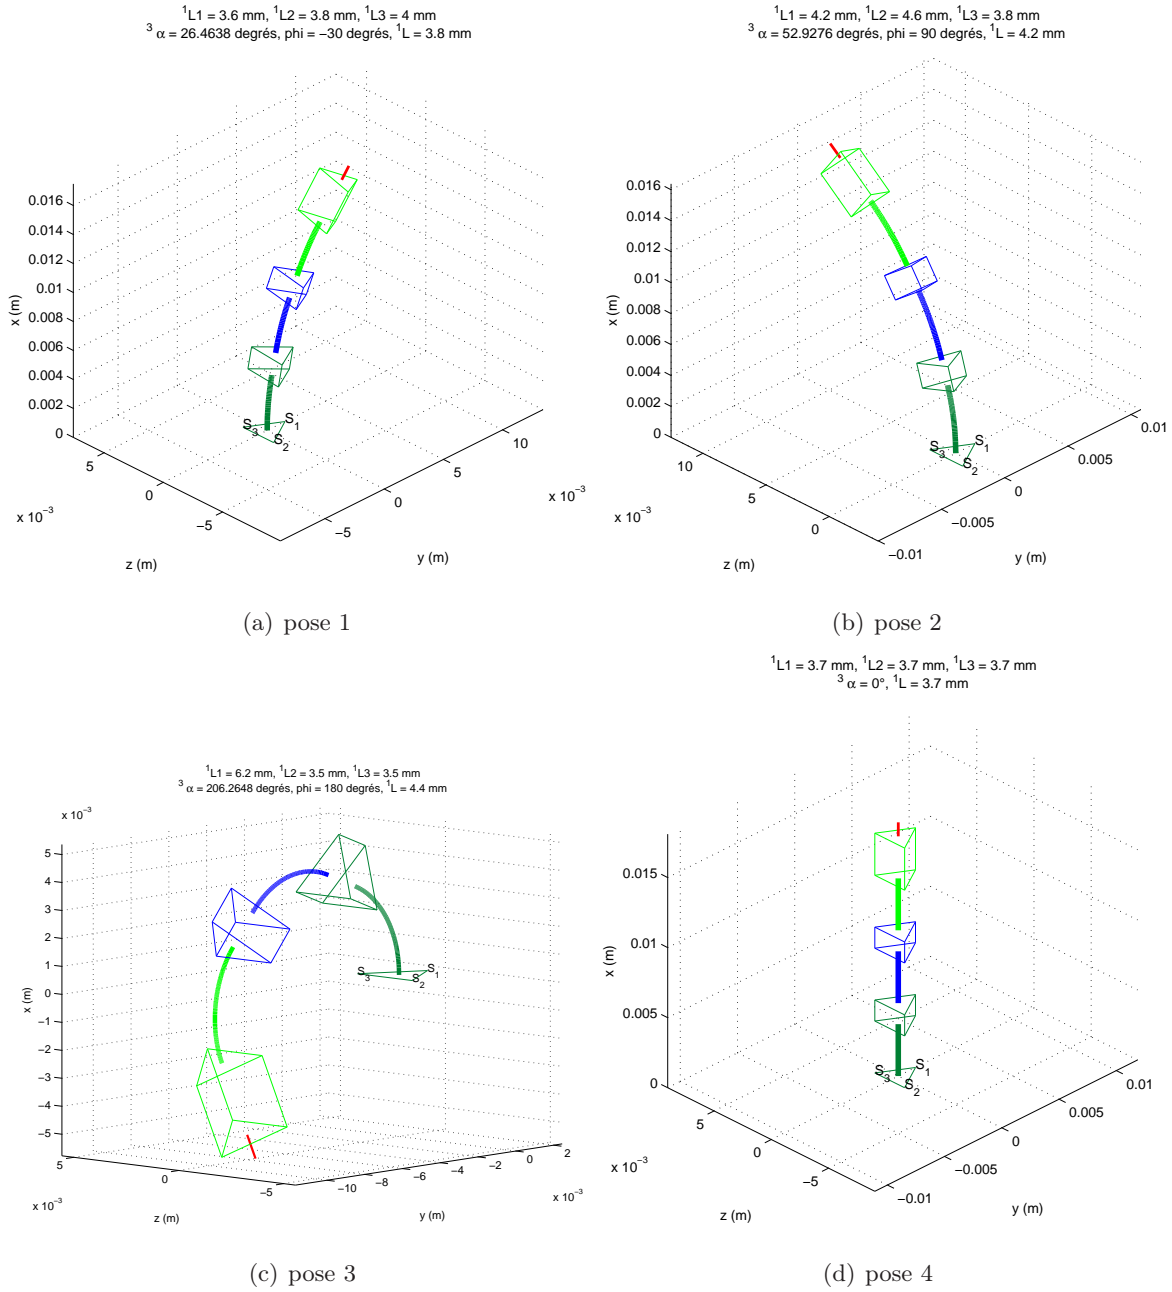 ¹L1 = 3.6 mm, ¹L2 = 3.8 mm, ¹L3 = 4 mm
³ α = 26.4638 degrés, phi = −30 degrés, ¹L = 3.8 mm
0.016
0.014
0.012
0.01
0.008
0.006
0.004
0.002
0
x (m)
S₃ S₁
S₂
5
0
−5
x 10⁻³
z (m)
−5
0
5
10
x 10⁻³
y (m)
(a) pose 1
¹L1 = 4.2 mm, ¹L2 = 4.6 mm, ¹L3 = 3.8 mm
³ α = 52.9276 degrés, phi = 90 degrés, ¹L = 4.2 mm
0.016
0.014
0.012
0.01
0.008
0.006
0.004
0.002
0
x (m)
S₃ S₁
S₂
10
5
0
x 10⁻³
z (m)
−0.01
−0.005
0
0.005
0.01
y (m)
(b) pose 2
¹L1 = 6.2 mm, ¹L2 = 3.5 mm, ¹L3 = 3.5 mm
³ α = 206.2648 degrés, phi = 180 degrés, ¹L = 4.4 mm
x 10⁻³
5
4
3
2
1
0
−1
−2
−3
−4
−5
x (m)
S₃ S₁
S₂
5
0
−5
x 10⁻³
z (m)
−10
−8
−6
−4
−2
0
2
x 10⁻³
y (m)
(c) pose 3
¹L1 = 3.7 mm, ¹L2 = 3.7 mm, ¹L3 = 3.7 mm
³ α = 0°, ¹L = 3.7 mm
0.015
0.01
0.005
0
x (m)
S₃ S₁
S₂
5
0
−5
x 10⁻³
z (m)
−0.01
−0.005
0
0.005
0.01
y (m)
(d) pose 4